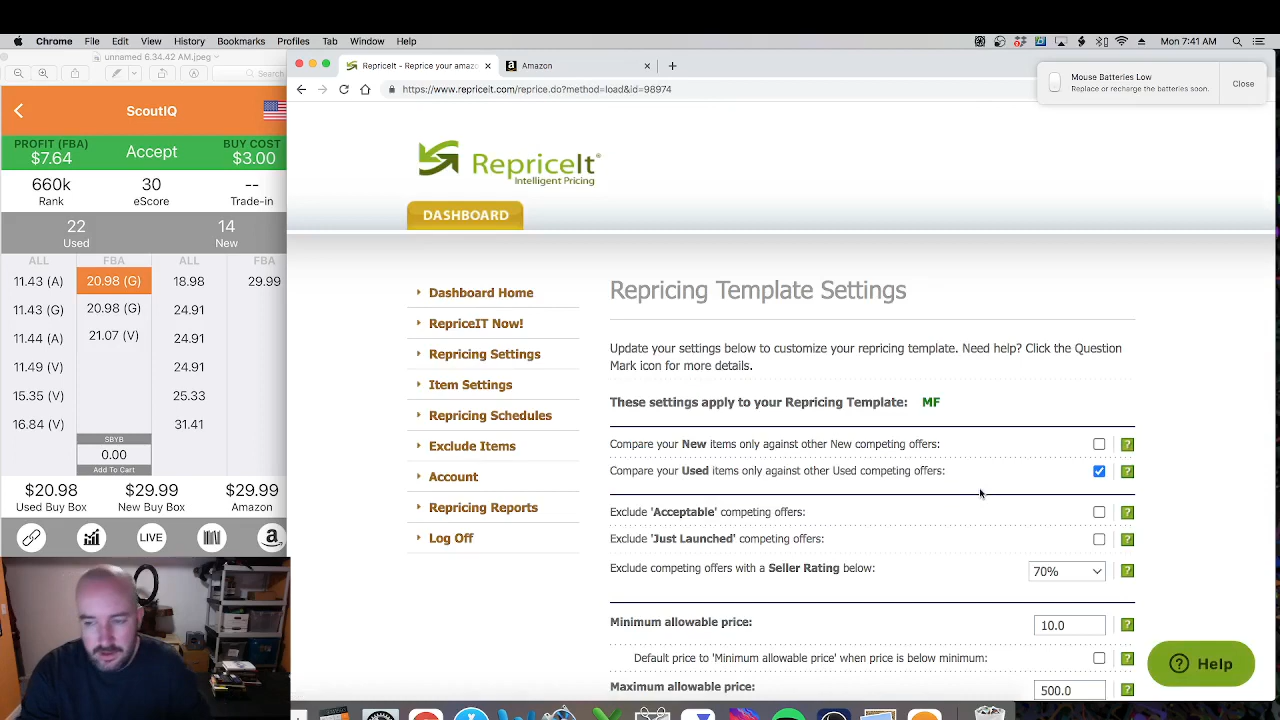 Chrome File Edit View History Bookmarks Profiles Tab Window Help
Mon 7:41 AM
unnamed 6.34.42 AM.jpeg
Search
ScoutIQ
PROFIT (FBA)
$7.64
Accept
BUY COST
$3.00
660k
Rank
30
eScore
--
Trade-in
22
Used
14
New
ALL FBA ALL FBA
11.43 (A) 20.98 (G) 18.98 29.99
11.43 (G) 20.98 (G) 24.91
11.44 (A) 21.07 (V) 24.91
11.49 (V) 24.91
15.35 (V) 25.33
16.84 (V) 31.41
SBYB
0.00
Add To Cart
$20.98
Used Buy Box
$29.99
New Buy Box
$29.99
Amazon
LIVE
a
RepriceIt - Reprice your amazo
Amazon
https://www.repriceit.com/reprice.do?method=load&id=98974
Mouse Batteries Low
Replace or recharge the batteries soon.
Close
RepriceIt®
Intelligent Pricing
DASHBOARD
Dashboard Home
RepriceIT Now!
Repricing Settings
Item Settings
Repricing Schedules
Exclude Items
Account
Repricing Reports
Log Off
Repricing Template Settings
Update your settings below to customize your repricing template. Need help? Click the Question
Mark icon for more details.
These settings apply to your Repricing Template: MF
Compare your New items only against other New competing offers: ?
Compare your Used items only against other Used competing offers: ?
Exclude 'Acceptable' competing offers: ?
Exclude 'Just Launched' competing offers: ?
Exclude competing offers with a Seller Rating below: 70% ?
Minimum allowable price: 10.0 ?
Default price to 'Minimum allowable price' when price is below minimum: ?
Maximum allowable price: 500.0 ?
? Help